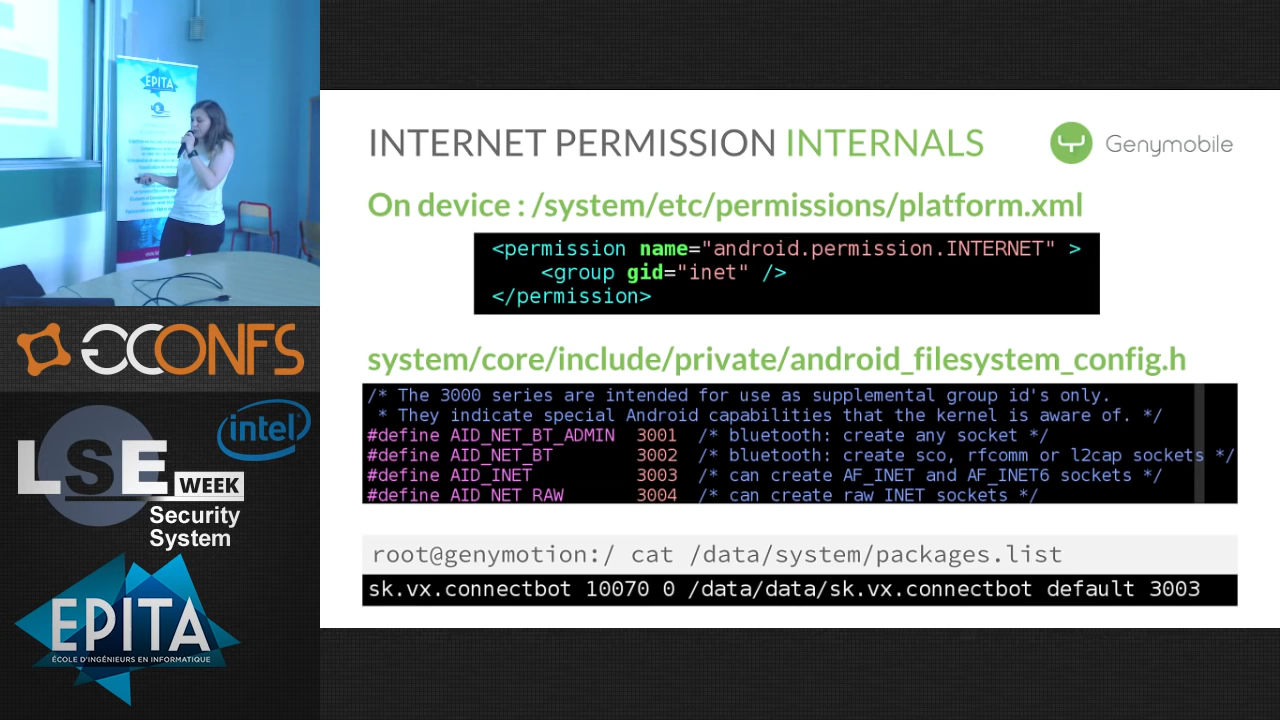 EPITA
GCONFS
intel
LSE
WEEK
Security
System
EPITA
ÉCOLE D'INGÉNIEURS EN INFORMATIQUE
INTERNET PERMISSION INTERNALS
Genymobile
On device : /system/etc/permissions/platform.xml
<permission name="android.permission.INTERNET" >
<group gid="inet" />
</permission>
system/core/include/private/android_filesystem_config.h
/* The 3000 series are intended for use as supplemental group id's only.
* They indicate special Android capabilities that the kernel is aware of. */
#define AID_NET_BT_ADMIN 3001 /* bluetooth: create any socket */
#define AID_NET_BT 3002 /* bluetooth: create sco, rfcomm or l2cap sockets */
#define AID_INET 3003 /* can create AF_INET and AF_INET6 sockets */
#define AID_NET_RAW 3004 /* can create raw INET sockets */
root@genymotion:/ cat /data/system/packages.list
sk.vx.connectbot 10070 0 /data/data/sk.vx.connectbot default 3003